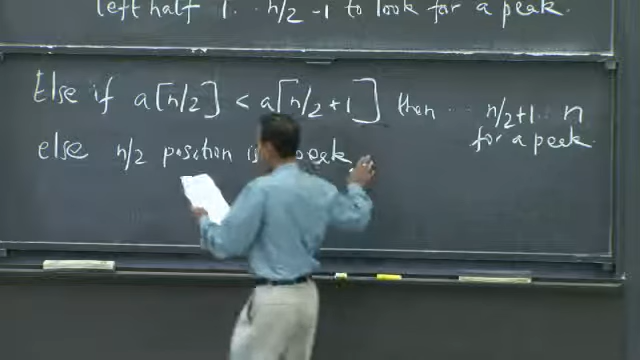 left half 1 .. n/2 -1 to look for a peak.
Else if a[n/2] < a[n/2+1] then ... n/2+1.. n
for a peak
else n/2 position is peak